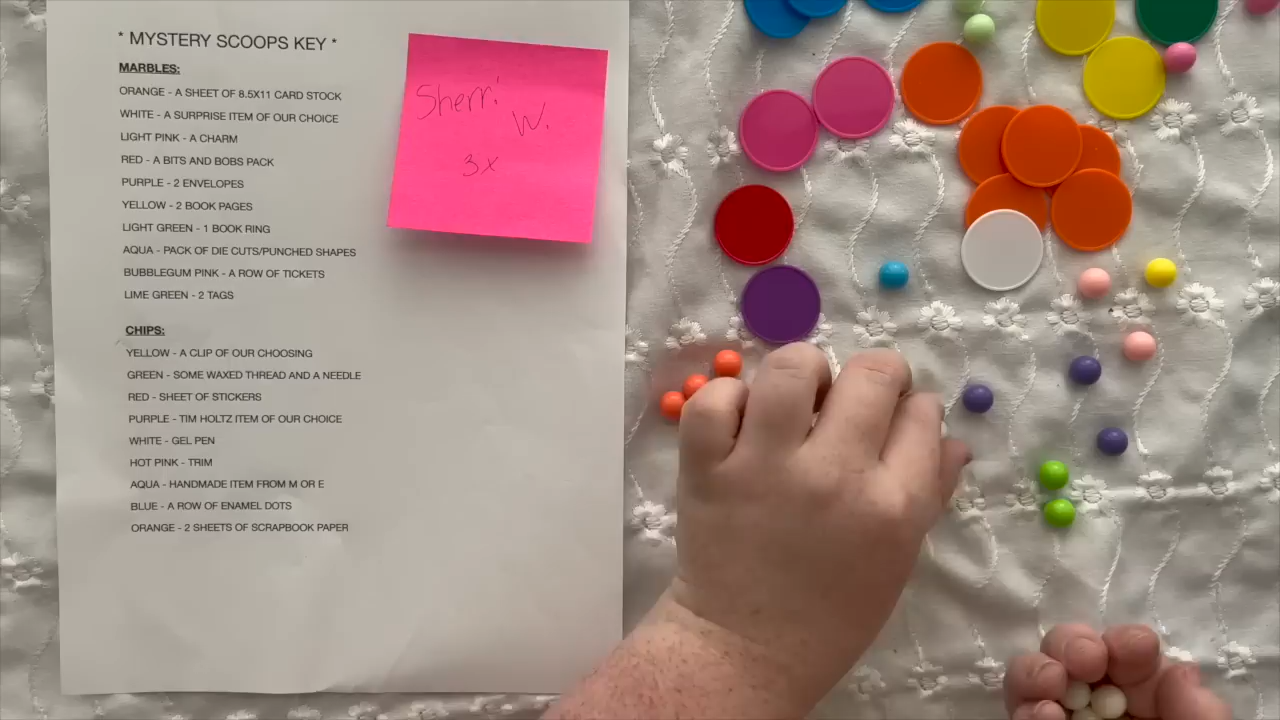 * MYSTERY SCOOPS KEY *
MARBLES:
ORANGE - A SHEET OF 8.5X11 CARD STOCK
WHITE - A SURPRISE ITEM OF OUR CHOICE
LIGHT PINK - A CHARM
RED - A BITS AND BOBS PACK
PURPLE - 2 ENVELOPES
YELLOW - 2 BOOK PAGES
LIGHT GREEN - 1 BOOK RING
AQUA - PACK OF DIE CUTS/PUNCHED SHAPES
BUBBLEGUM PINK - A ROW OF TICKETS
LIME GREEN - 2 TAGS
CHIPS:
YELLOW - A CLIP OF OUR CHOOSING
GREEN - SOME WAXED THREAD AND A NEEDLE
RED - SHEET OF STICKERS
PURPLE - TIM HOLTZ ITEM OF OUR CHOICE
WHITE - GEL PEN
HOT PINK - TRIM
AQUA - HANDMADE ITEM FROM M OR E
BLUE - A ROW OF ENAMEL DOTS
ORANGE - 2 SHEETS OF SCRAPBOOK PAPER
Sherri W.
3x